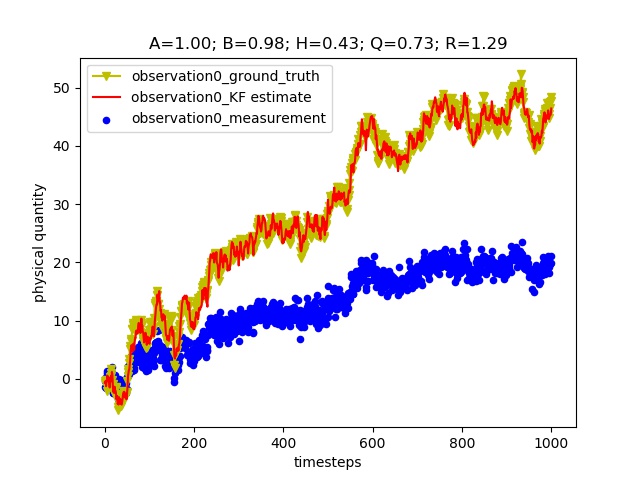 A=1.00; B=0.98; H=0.43; Q=0.73; R=1.29
observation0_ground_truth
observation0_KF estimate
observation0_measurement
physical quantity
50
40
30
20
10
0
0 200 400 600 800 1000
timesteps